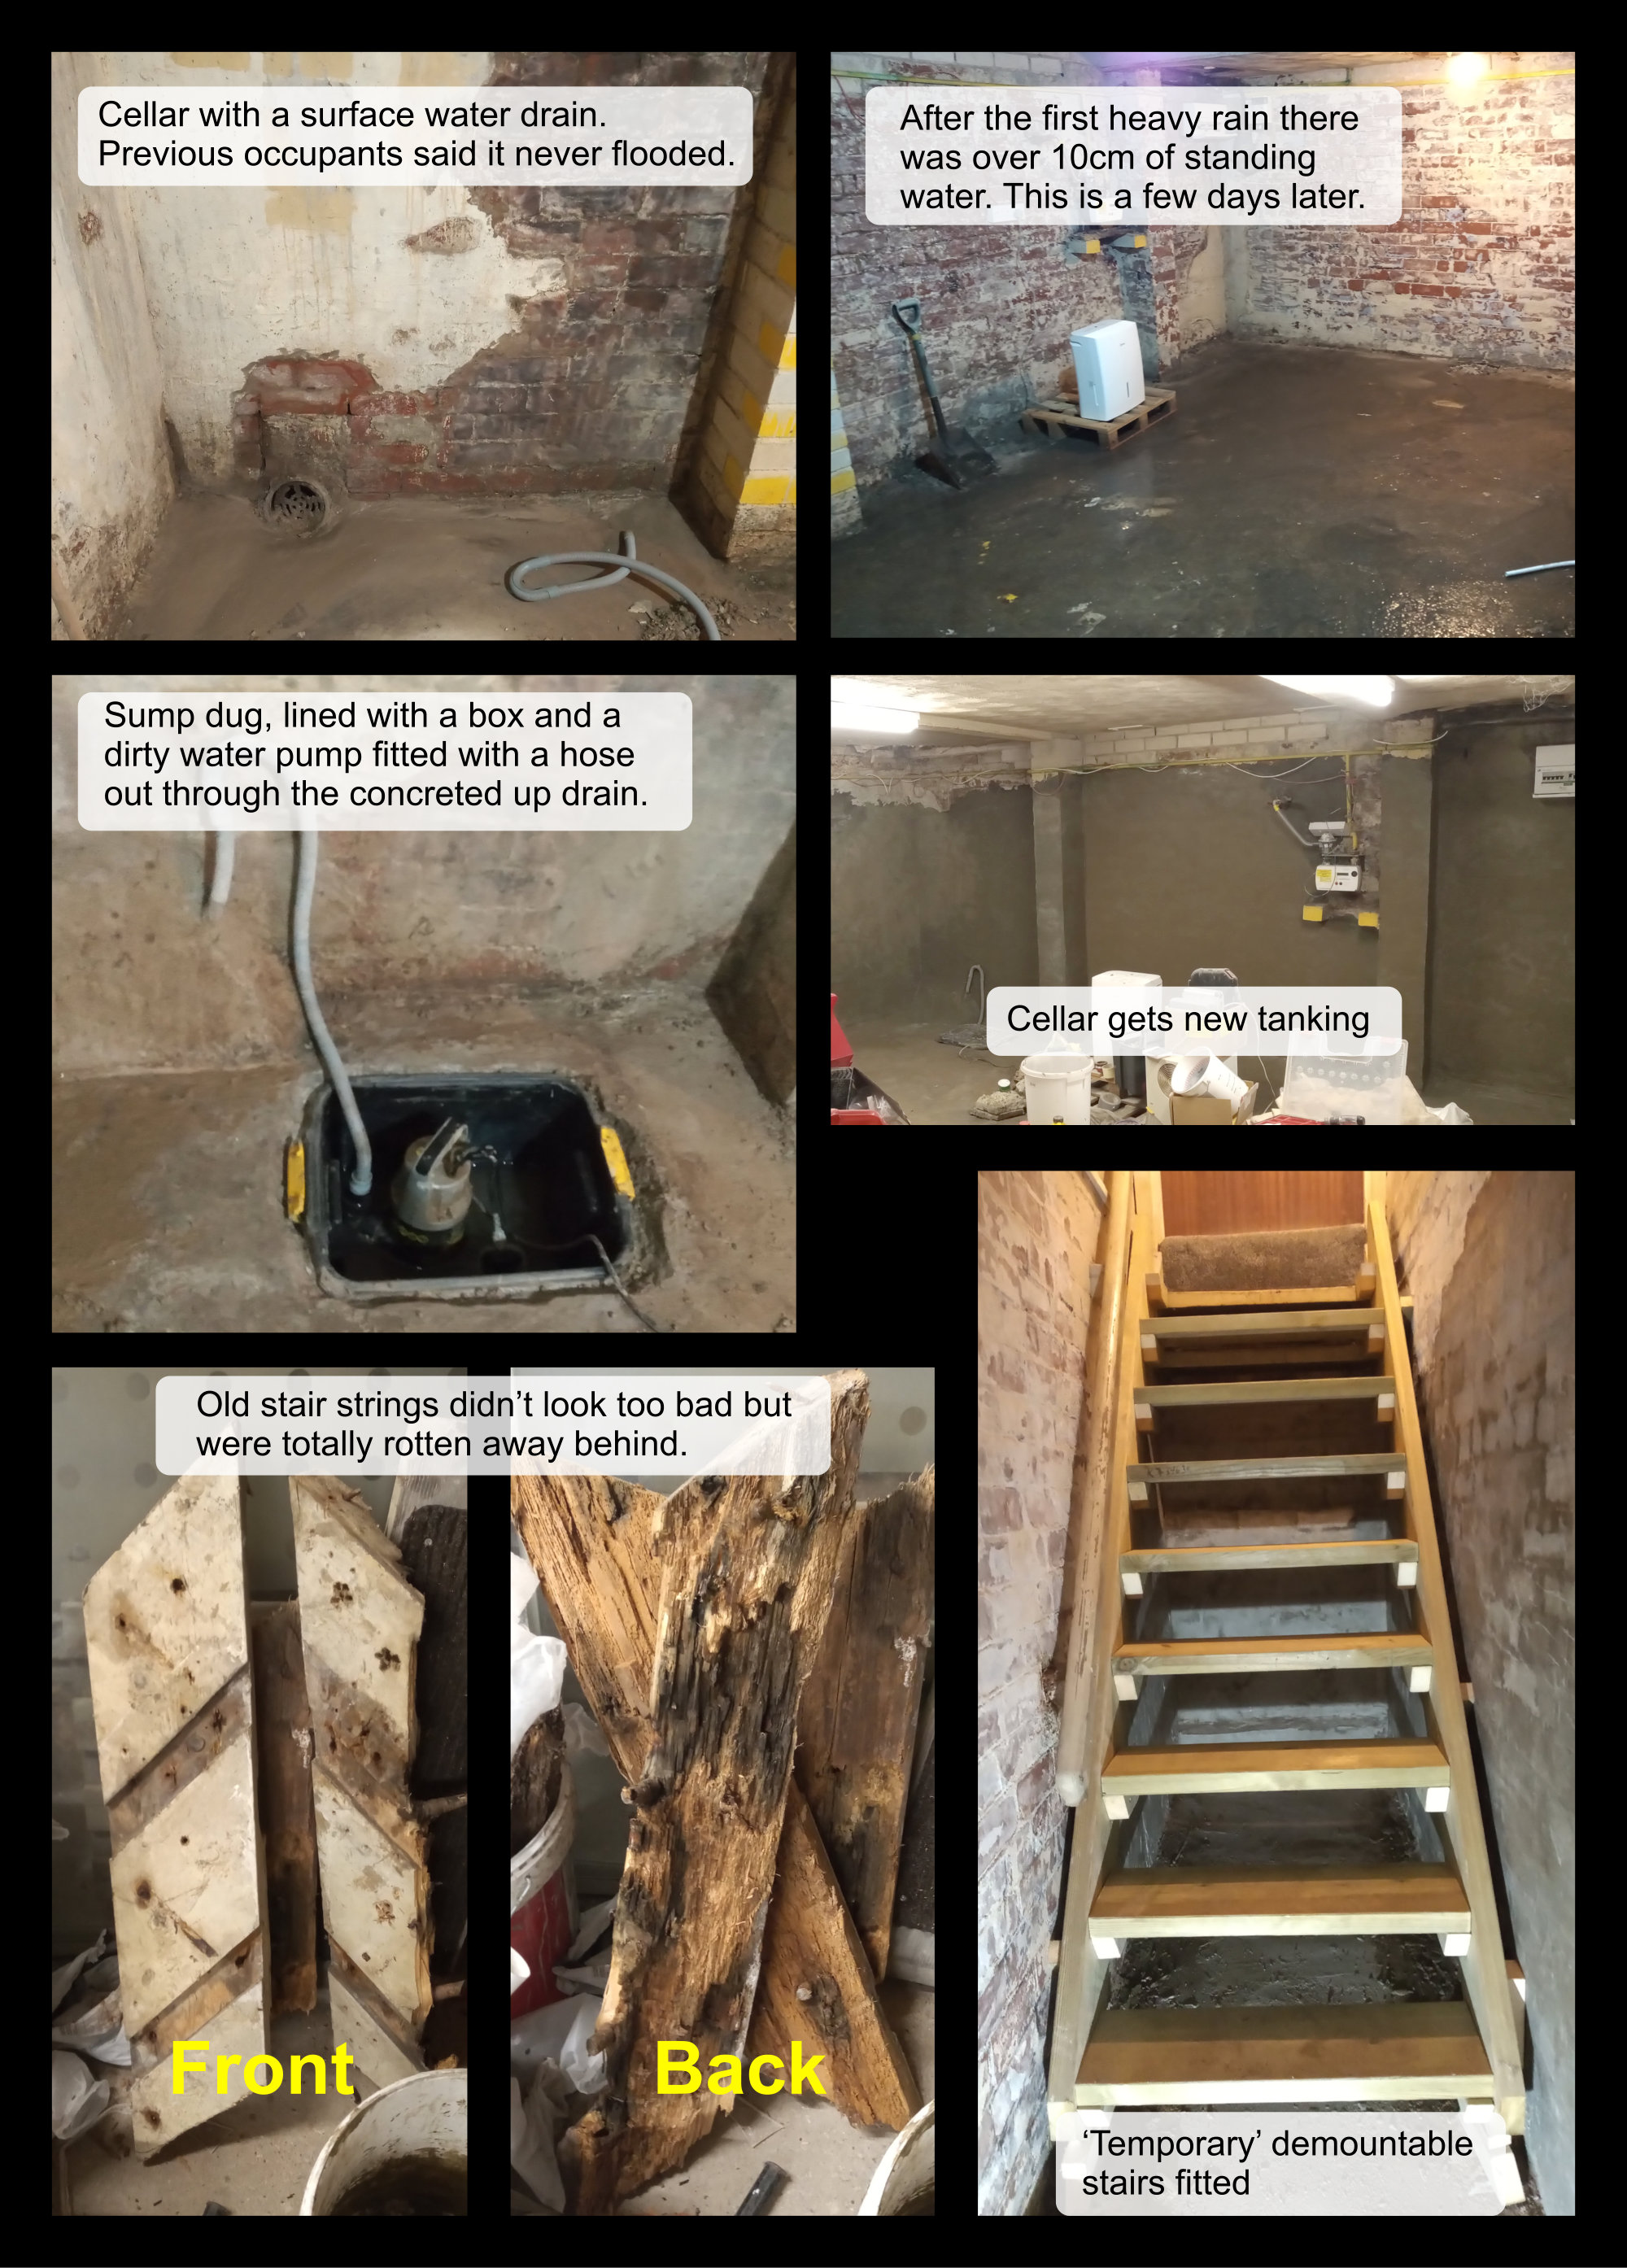 Cellar with a surface water drain.
Previous occupants said it never flooded.
After the first heavy rain there
was over 10cm of standing
water. This is a few days later.
Sump dug, lined with a box and a
dirty water pump fitted with a hose
out through the concreted up drain.
Cellar gets new tanking
Old stair strings didn’t look too bad but
were totally rotten away behind.
Front
Back
‘Temporary’ demountable
stairs fitted